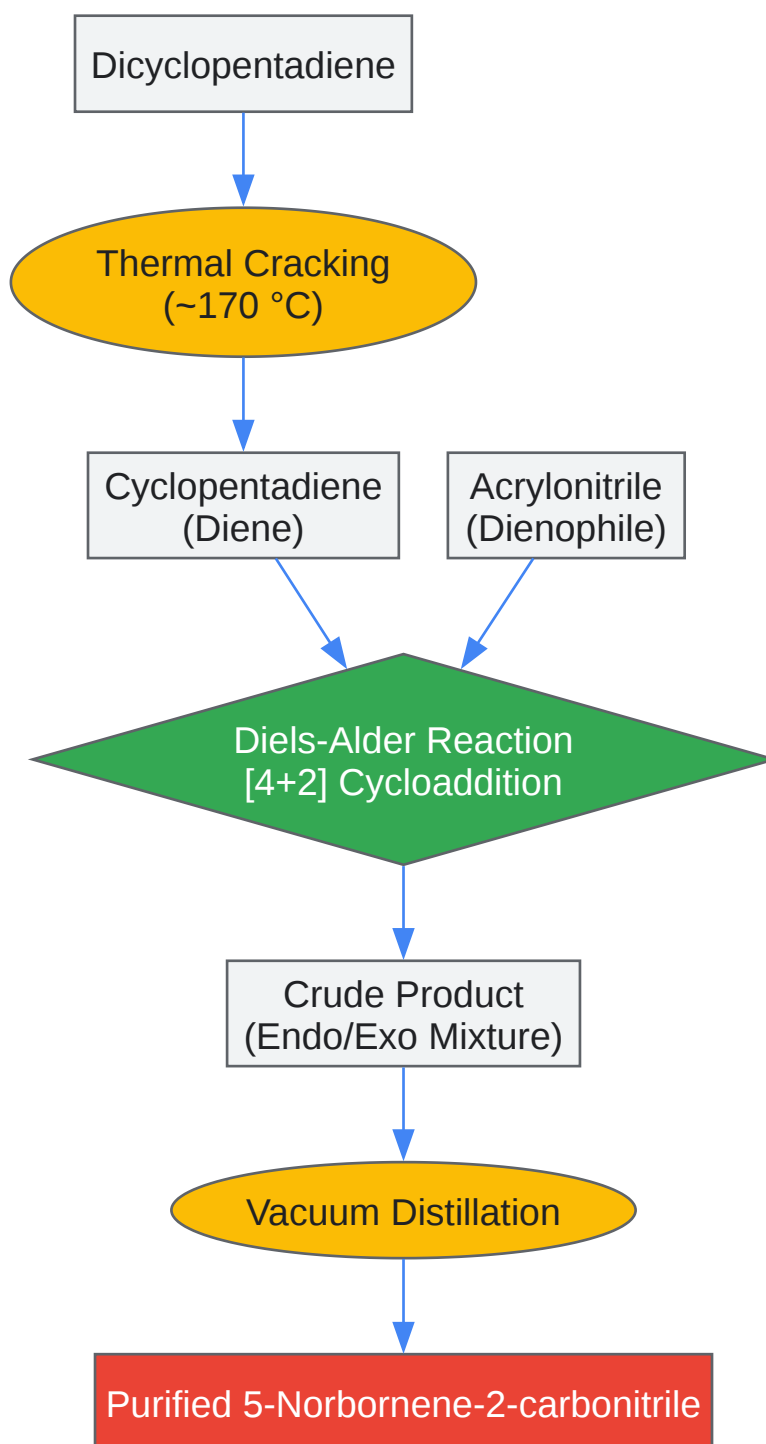 Dicyclopentadiene
Thermal Cracking
(~170 °C)
Cyclopentadiene
(Diene)
Acrylonitrile
(Dienophile)
Diels-Alder Reaction
[4+2] Cycloaddition
Crude Product
(Endo/Exo Mixture)
Vacuum Distillation
Purified 5-Norbornene-2-carbonitrile